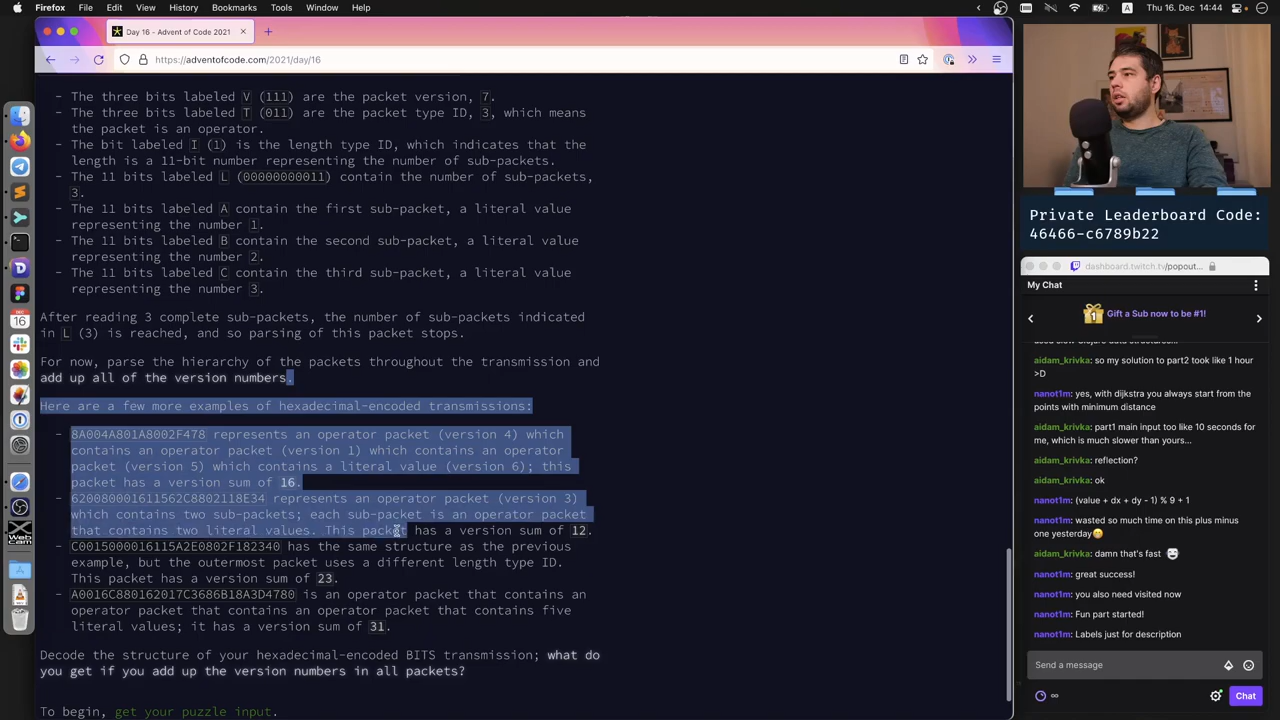 Firefox File Edit View History Bookmarks Tools Window Help
Thu 16. Dec 14:44
Day 16 - Advent of Code 2021
https://adventofcode.com/2021/day/16
- The three bits labeled V (111) are the packet version, 7.
- The three bits labeled T (011) are the packet type ID, 3, which means
the packet is an operator.
- The bit labeled I (1) is the length type ID, which indicates that the
length is a 11-bit number representing the number of sub-packets.
- The 11 bits labeled L (00000000011) contain the number of sub-packets,
3.
- The 11 bits labeled A contain the first sub-packet, a literal value
representing the number 1.
- The 11 bits labeled B contain the second sub-packet, a literal value
representing the number 2.
- The 11 bits labeled C contain the third sub-packet, a literal value
representing the number 3.
After reading 3 complete sub-packets, the number of sub-packets indicated
in L (3) is reached, and so parsing of this packet stops.
For now, parse the hierarchy of the packets throughout the transmission and
add up all of the version numbers.
Here are a few more examples of hexadecimal-encoded transmissions:
- 8A004A801A8002F478 represents an operator packet (version 4) which
contains an operator packet (version 1) which contains an operator
packet (version 5) which contains a literal value (version 6); this
packet has a version sum of 16.
- 620080001611562C8802118E34 represents an operator packet (version 3)
which contains two sub-packets; each sub-packet is an operator packet
that contains two literal values. This packet has a version sum of 12.
- C0015000016115A2E0802F182340 has the same structure as the previous
example, but the outermost packet uses a different length type ID.
This packet has a version sum of 23.
- A0016C880162017C3686B18A3D4780 is an operator packet that contains an
operator packet that contains an operator packet that contains five
literal values; it has a version sum of 31.
Decode the structure of your hexadecimal-encoded BITS transmission; what do
you get if you add up the version numbers in all packets?
To begin, get your puzzle input.
Private Leaderboard Code:
46466-c6789b22
dashboard.twitch.tv/popout...
My Chat
Gift a Sub now to be #1!
aidam_krivka: so my solution to part2 took like 1 hour
>D
nanot1m: yes, with dijkstra you always start from the
points with minimum distance
aidam_krivka: part1 main input too like 10 seconds for
me, which is much slower than yours...
aidam_krivka: reflection?
aidam_krivka: ok
nanot1m: (value + dx + dy - 1) % 9 + 1
nanot1m: wasted so much time on this plus minus
one yesterday
aidam_krivka: damn that's fast
nanot1m: great success!
nanot1m: you also need visited now
nanot1m: Fun part started!
nanot1m: Labels just for description
Send a message
Chat